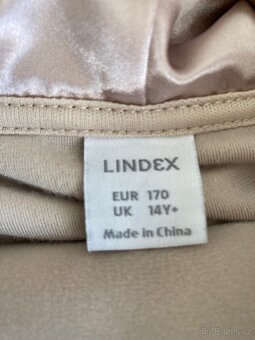 LINDEX
EUR 170
UK 14Y+
Made in China